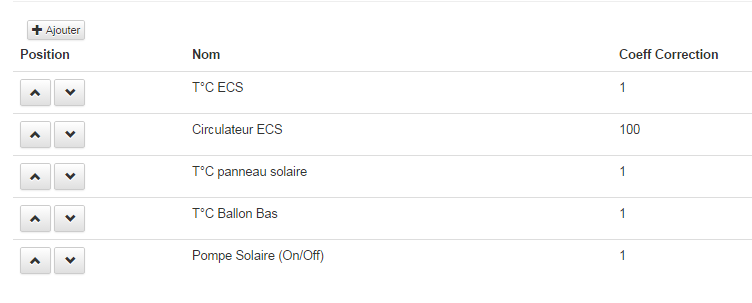 Ajouter
Position Nom Coeff Correction
T°C ECS 1
Circulateur ECS 100
T°C panneau solaire 1
T°C Ballon Bas 1
Pompe Solaire (On/Off) 1